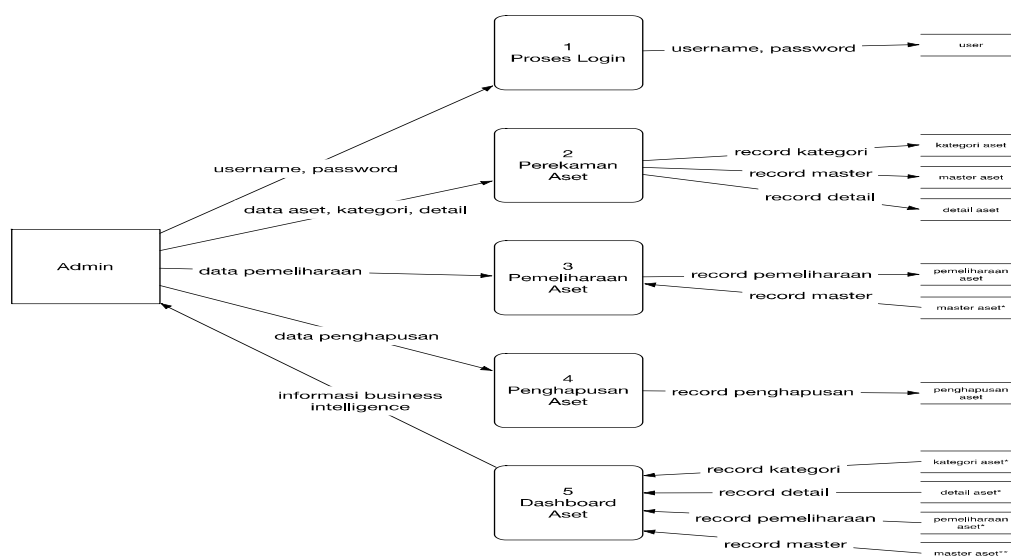 1
Proses Login
username, password
user
username, password
2
Perekaman
Aset
record kategori
kategori aset
record master
master aset
record detail
detail aset
data aset, kategori, detail
Admin
data pemeliharaan
3
Pemeliharaan
Aset
record pemeliharaan
pemeliharaan
aset
record master
master aset*
data penghapusan
4
Penghapusan
Aset
record penghapusan
penghapusan
aset
informasi business
intelligence
5
Dashboard
Aset
record kategori
kategori aset*
record detail
detail aset*
record pemeliharaan
pemeliharaan
aset*
record master
master aset**